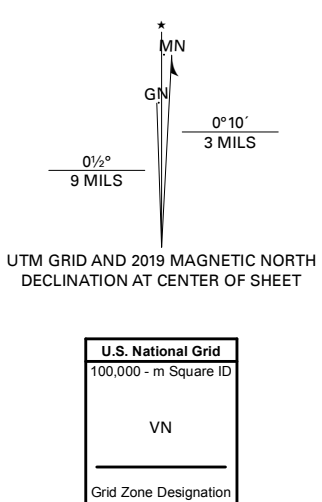 ★
MN
GN
0°10´
3 MILS
0½°
9 MILS
UTM GRID AND 2019 MAGNETIC NORTH
DECLINATION AT CENTER OF SHEET
U.S. National Grid
100,000 - m Square ID
VN
Grid Zone Designation